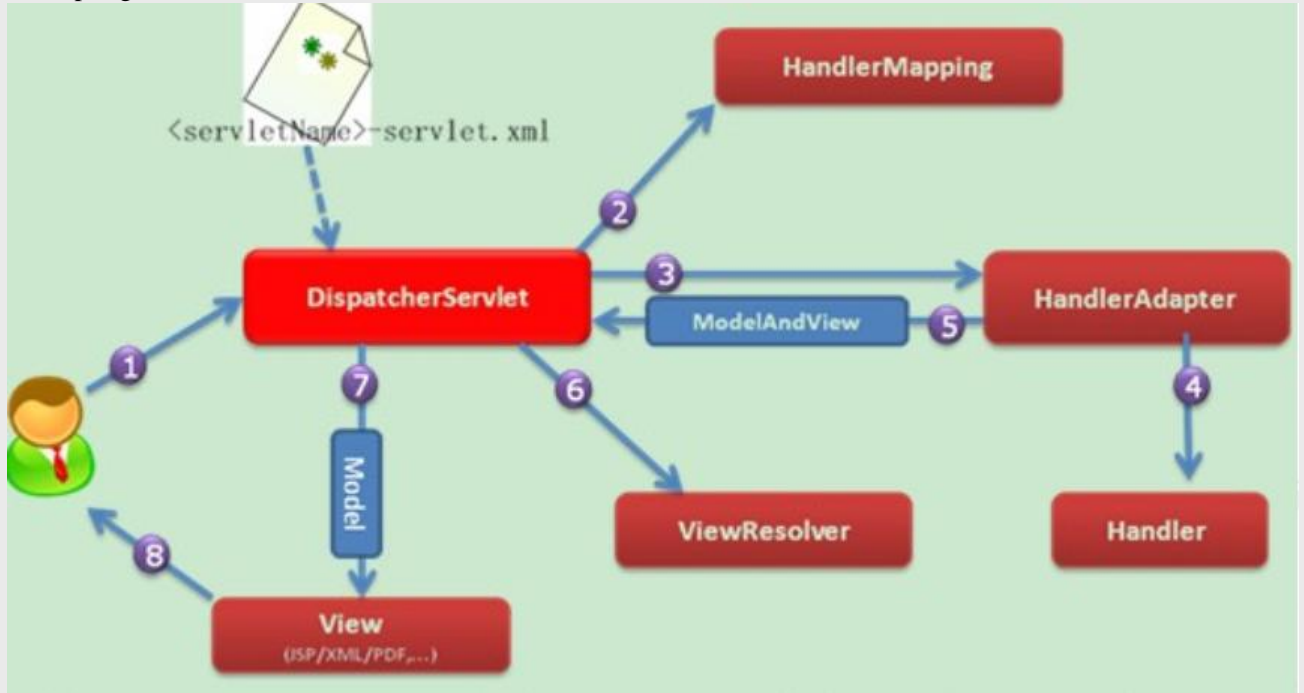 <servletName>-servlet.xml
HandlerMapping
2
DispatcherServlet
3
HandlerAdapter
ModelAndView
5
1
7
6
4
Model
ViewResolver
Handler
8
View
(JSP/XML/PDF,...)